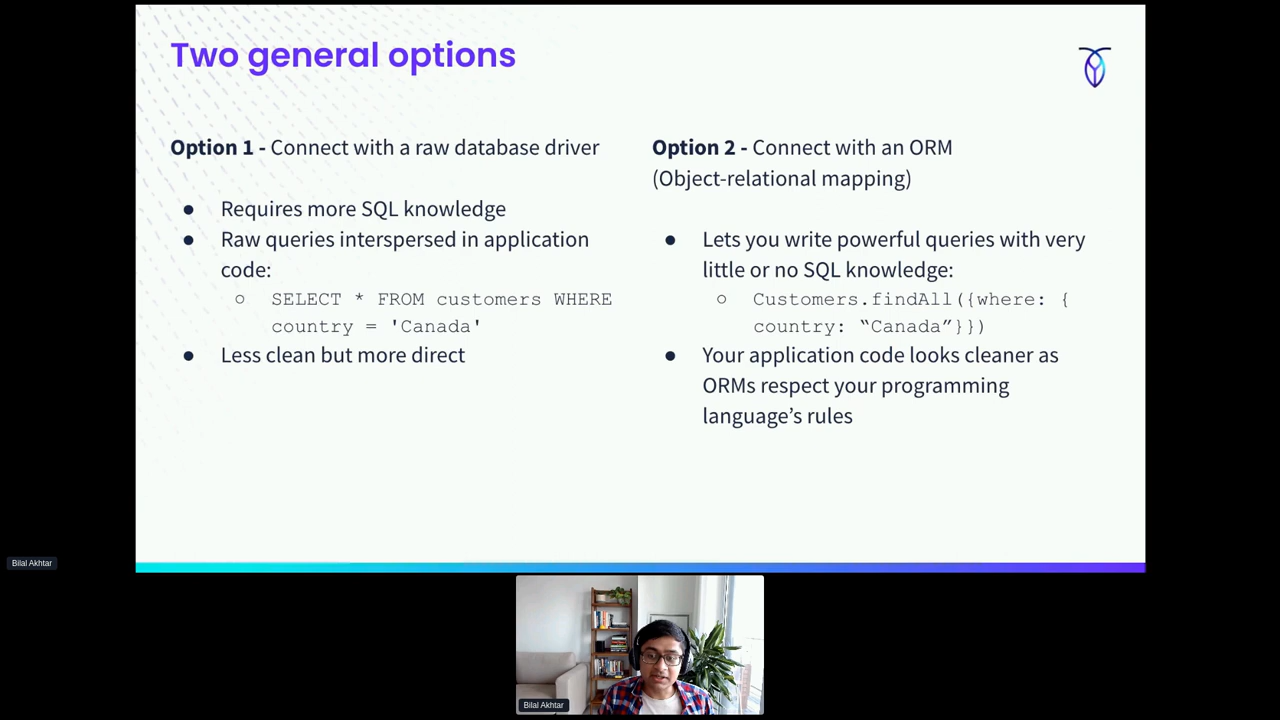 Two general options
Option 1 - Connect with a raw database driver
● Requires more SQL knowledge
● Raw queries interspersed in application
code:
○ SELECT * FROM customers WHERE
country = 'Canada'
● Less clean but more direct
Option 2 - Connect with an ORM
(Object-relational mapping)
● Lets you write powerful queries with very
little or no SQL knowledge:
○ Customers.findAll({where: {
country: “Canada”}})
● Your application code looks cleaner as
ORMs respect your programming
language’s rules
Bilal Akhtar
Bilal Akhtar